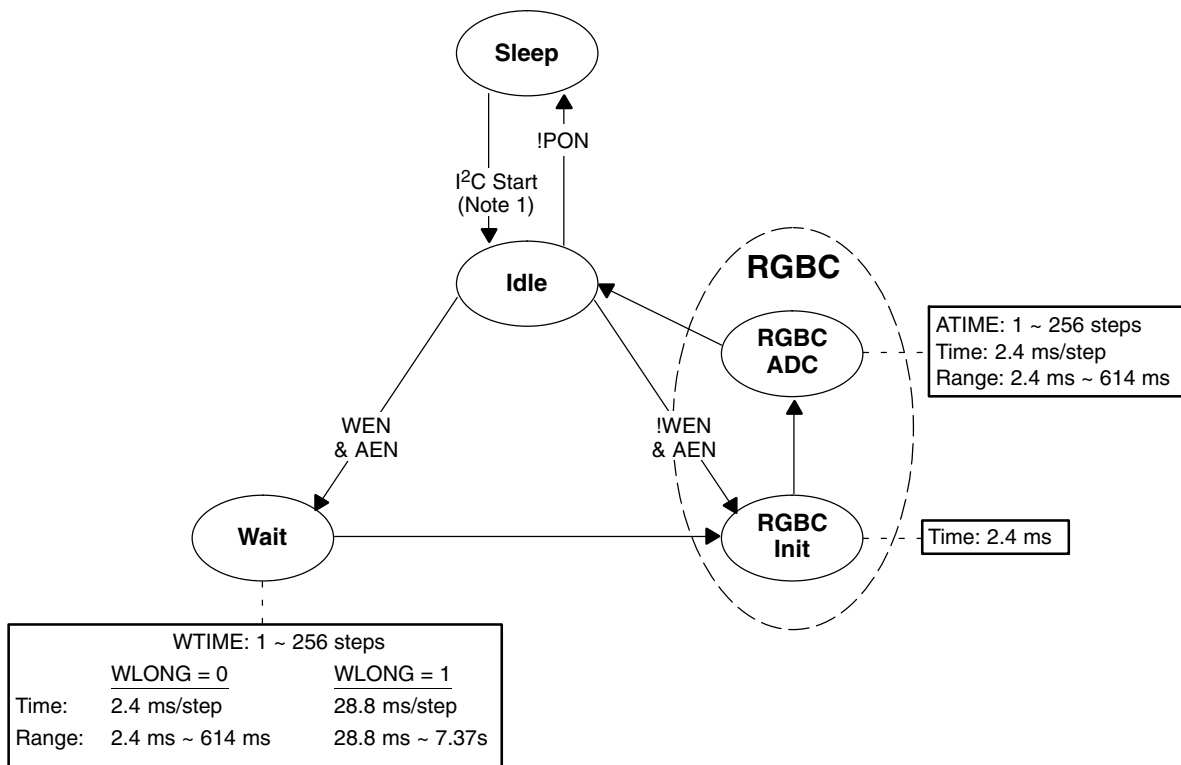 Sleep
!PON
I²C Start
(Note 1)
Idle
RGBC
RGBC
ADC
ATIME: 1 ~ 256 steps
Time: 2.4 ms/step
Range: 2.4 ms ~ 614 ms
WEN
& AEN
!WEN
& AEN
Wait
RGBC
Init
Time: 2.4 ms
WTIME: 1 ~ 256 steps
WLONG = 0 WLONG = 1
Time: 2.4 ms/step 28.8 ms/step
Range: 2.4 ms ~ 614 ms 28.8 ms ~ 7.37s